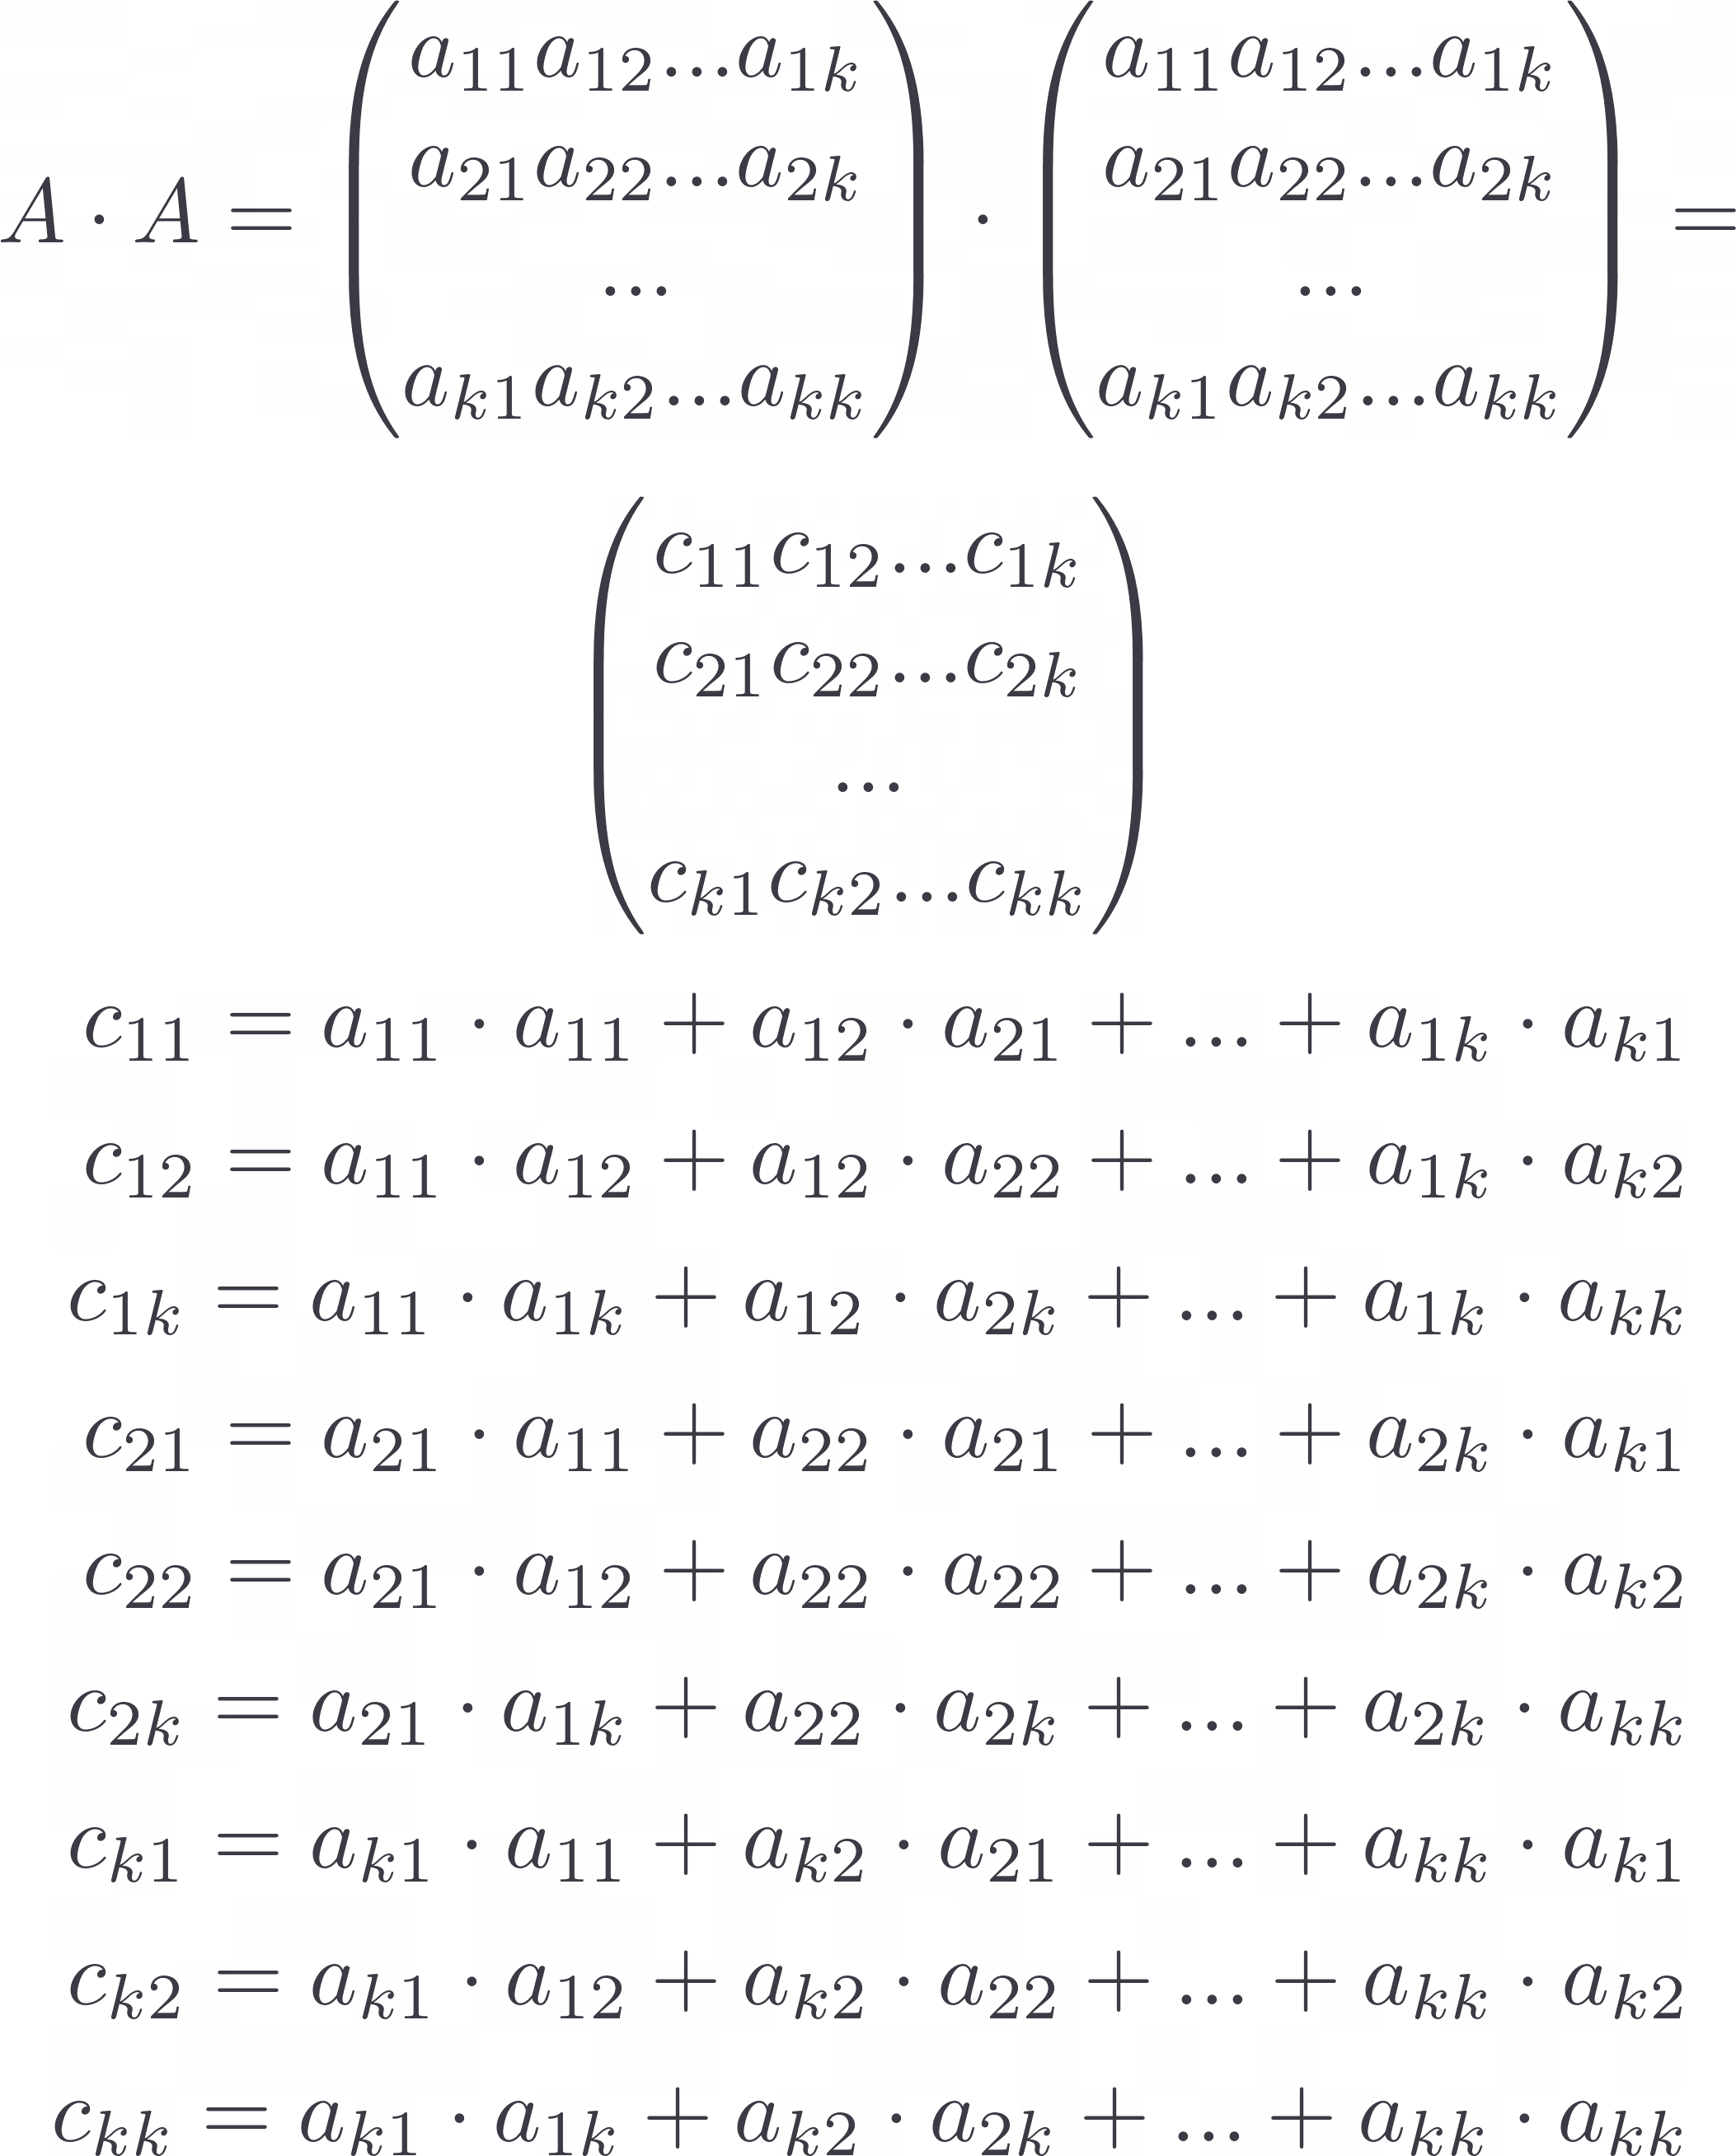 A · A = (a₁₁a₁₂...a₁ₖ
a₂₁a₂₂...a₂ₖ
...
aₖ₁aₖ₂...aₖₖ) · (a₁₁a₁₂...a₁ₖ
a₂₁a₂₂...a₂ₖ
...
aₖ₁aₖ₂...aₖₖ) =
(c₁₁c₁₂...c₁ₖ
c₂₁c₂₂...c₂ₖ
...
cₖ₁cₖ₂...cₖₖ)
c₁₁ = a₁₁ · a₁₁ + a₁₂ · a₂₁ + ... + a₁ₖ · aₖ₁
c₁₂ = a₁₁ · a₁₂ + a₁₂ · a₂₂ + ... + a₁ₖ · aₖ₂
c₁ₖ = a₁₁ · a₁ₖ + a₁₂ · a₂ₖ + ... + a₁ₖ · aₖₖ
c₂₁ = a₂₁ · a₁₁ + a₂₂ · a₂₁ + ... + a₂ₖ · aₖ₁
c₂₂ = a₂₁ · a₁₂ + a₂₂ · a₂₂ + ... + a₂ₖ · aₖ₂
c₂ₖ = a₂₁ · a₁ₖ + a₂₂ · a₂ₖ + ... + a₂ₖ · aₖₖ
cₖ₁ = aₖ₁ · a₁₁ + aₖ₂ · a₂₁ + ... + aₖₖ · aₖ₁
cₖ₂ = aₖ₁ · a₁₂ + aₖ₂ · a₂₂ + ... + aₖₖ · aₖ₂
cₖₖ = aₖ₁ · a₁ₖ + aₖ₂ · a₂ₖ + ... + aₖₖ · aₖₖ